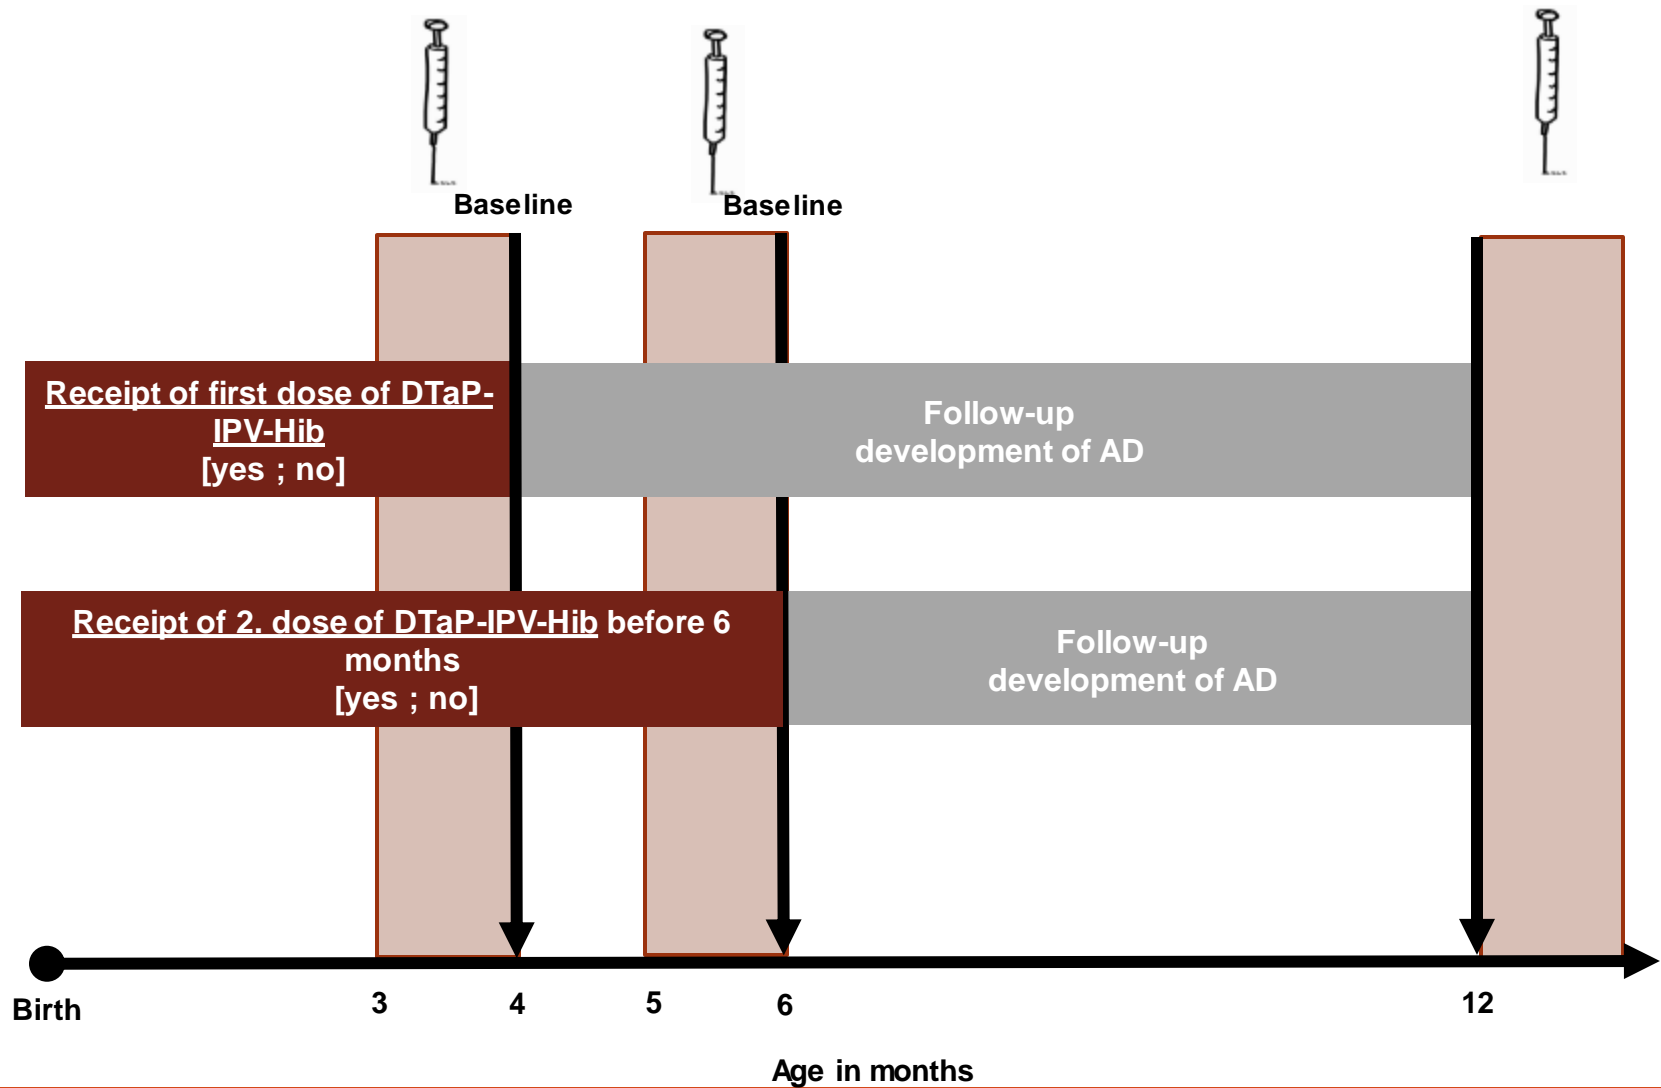 Baseline
Baseline
Receipt of first dose of DTaP-
IPV-Hib
[yes ; no]
Follow-up
development of AD
Receipt of 2. dose of DTaP-IPV-Hib before 6
months
[yes ; no]
Follow-up
development of AD
Birth
3
4
5
6
12
Age in months